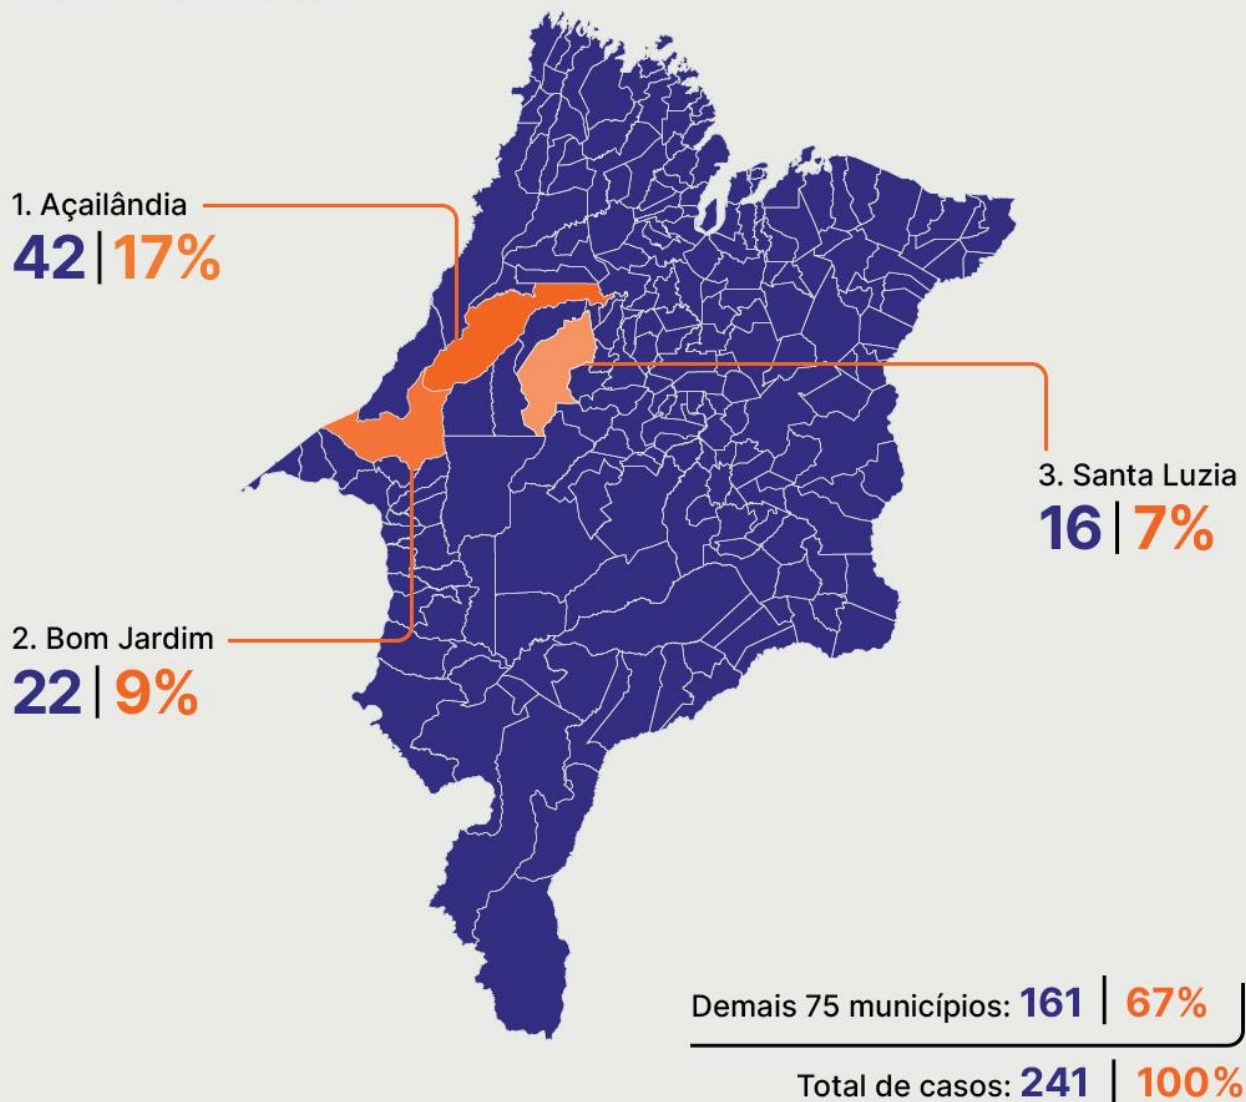 1. Açailândia
42 | 17%
3. Santa Luzia
16 | 7%
2. Bom Jardim
22 | 9%
Demais 75 municípios: 161 | 67%
Total de casos: 241 | 100%